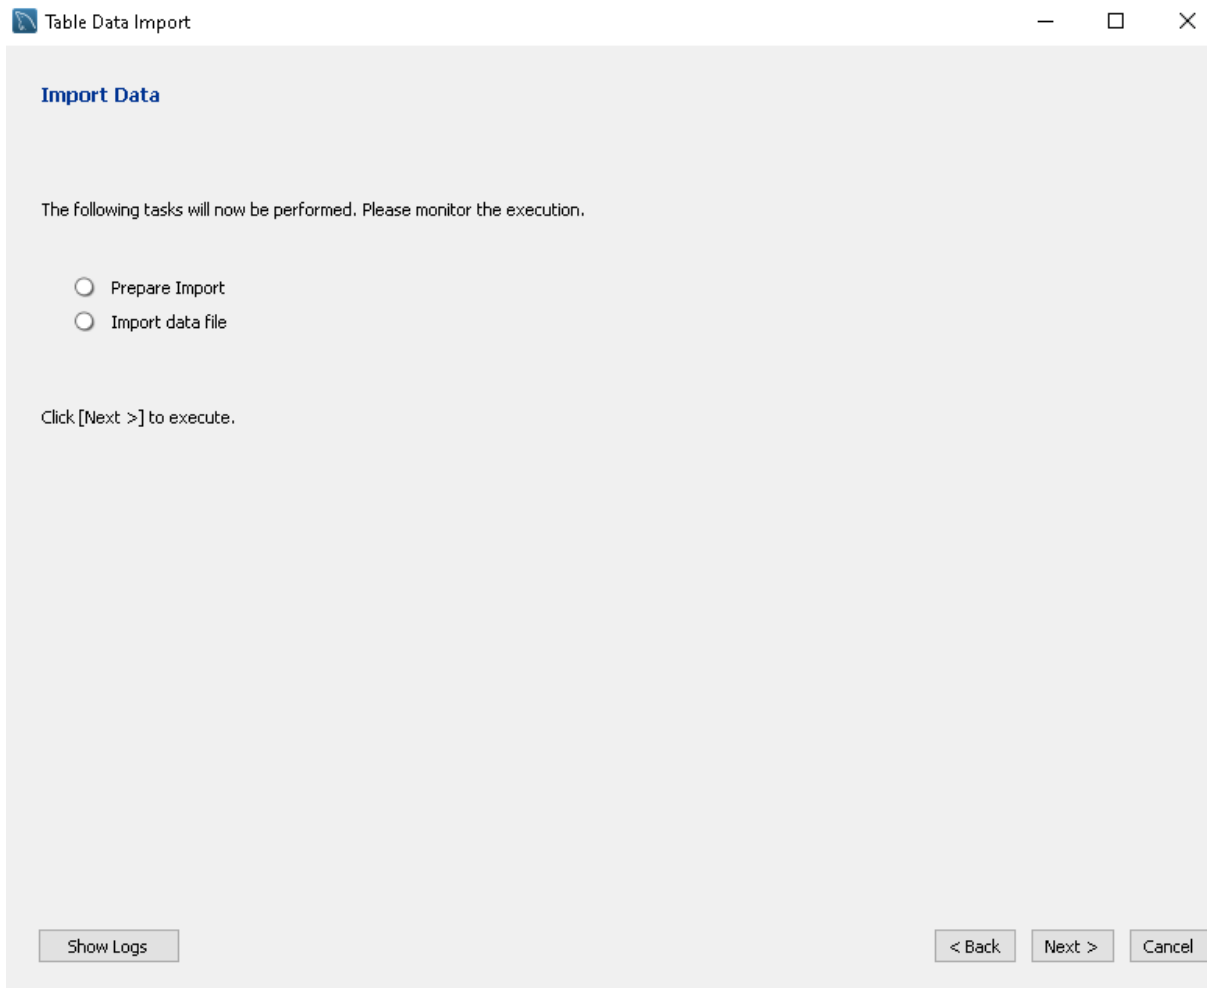 Table Data Import
Import Data
The following tasks will now be performed. Please monitor the execution.
Prepare Import
Import data file
Click [Next >] to execute.
Show Logs
< Back
Next >
Cancel